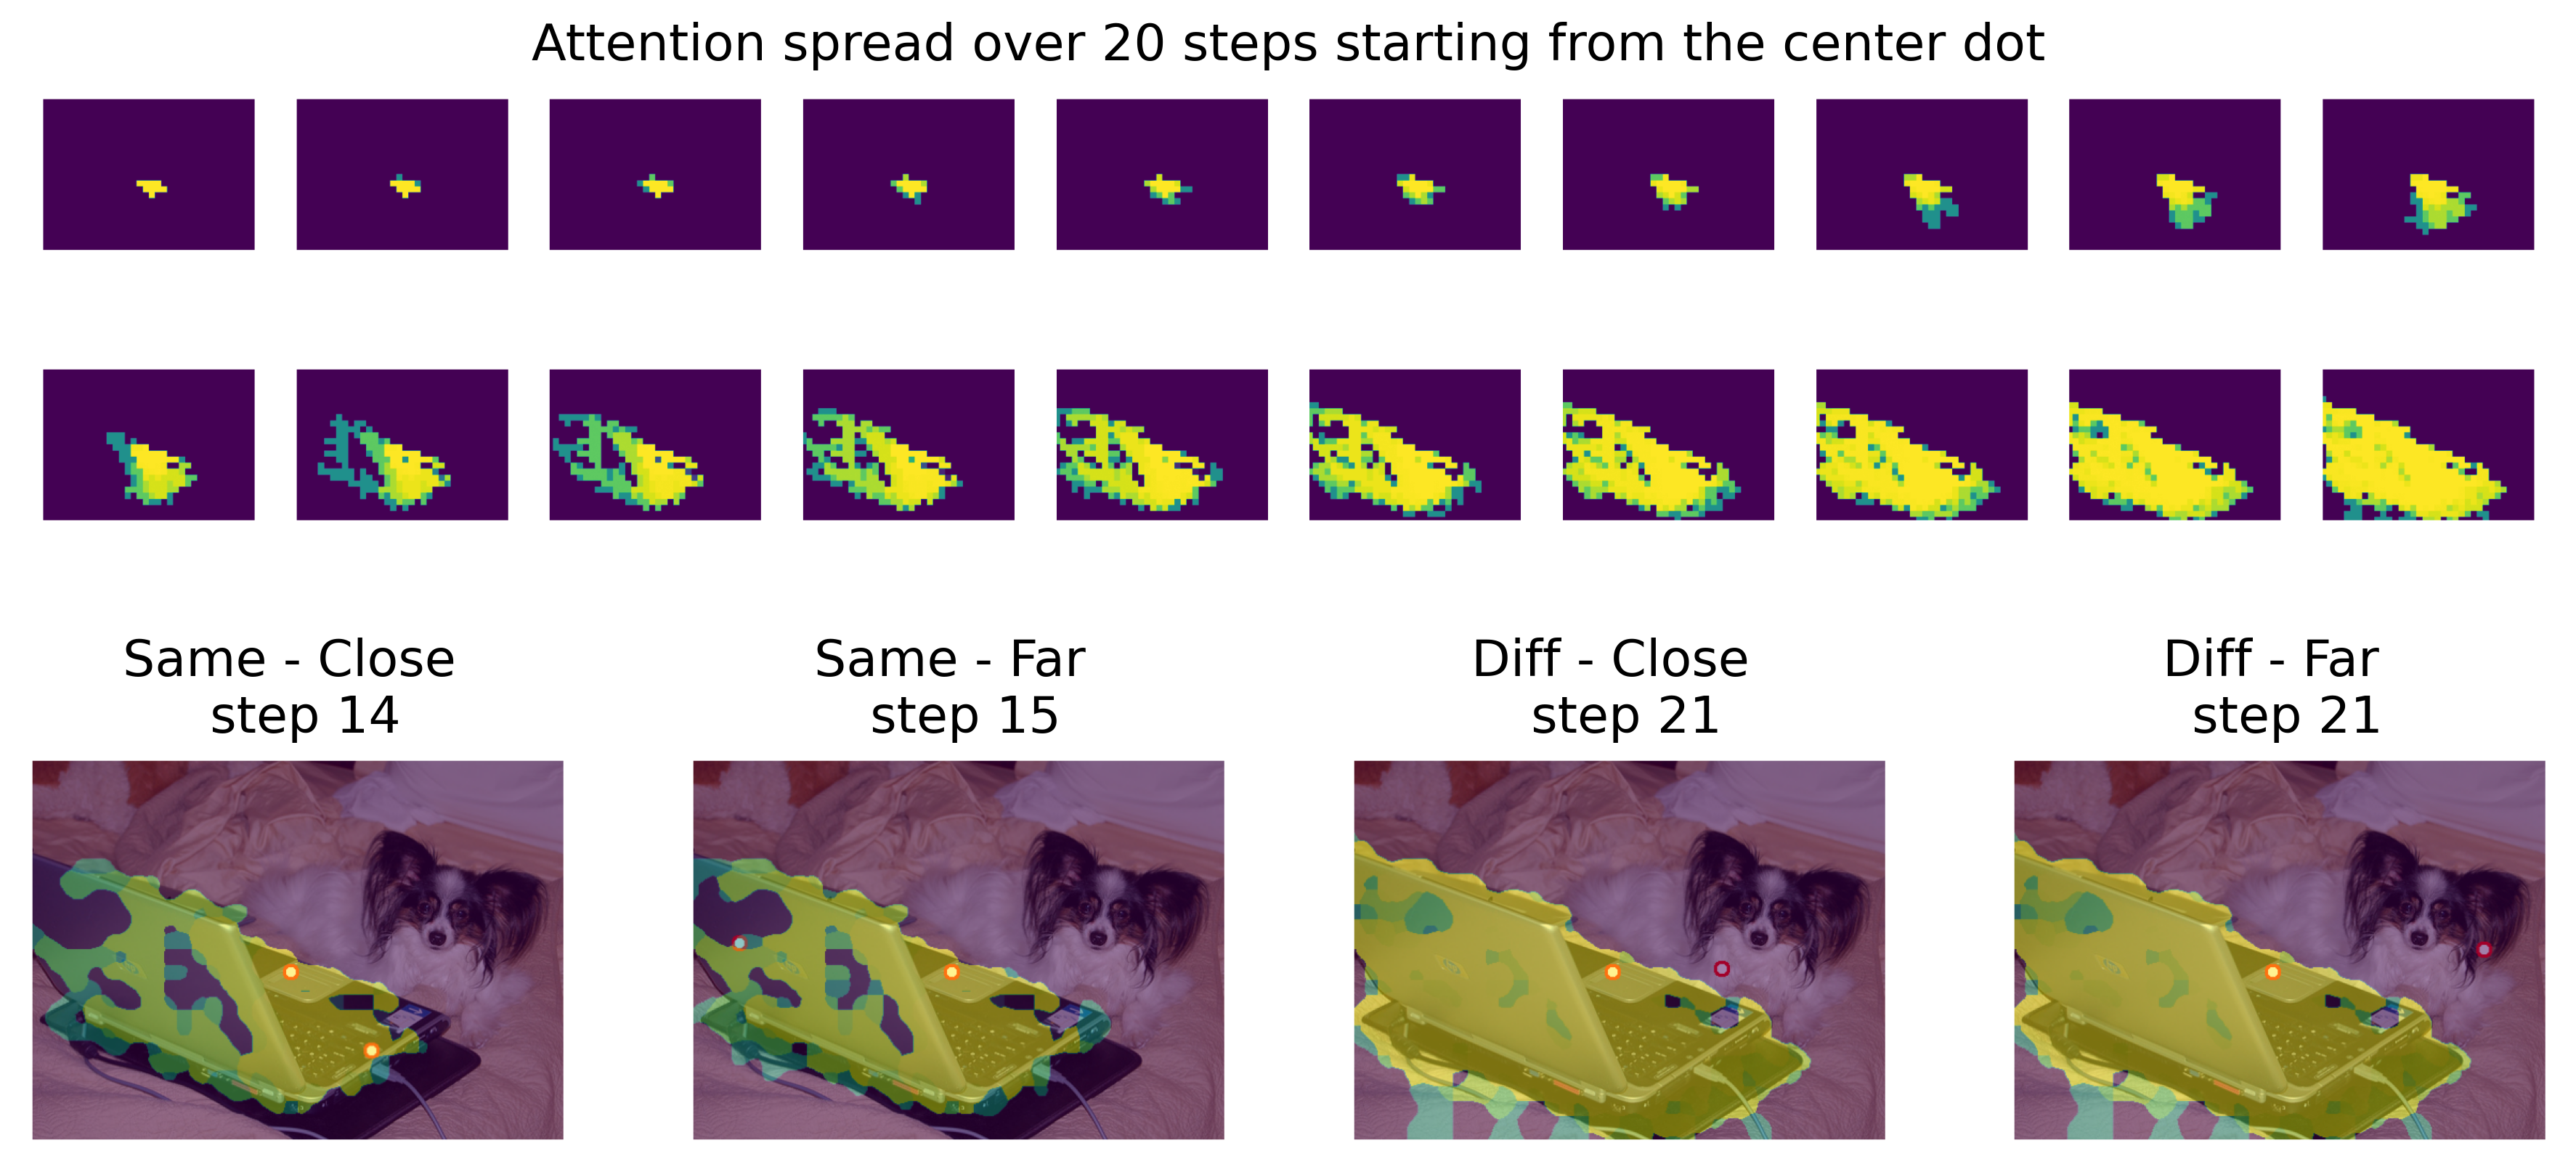 Attention spread over 20 steps starting from the center dot
Same - Close
step 14
Same - Far
step 15
Diff - Close
step 21
Diff - Far
step 21